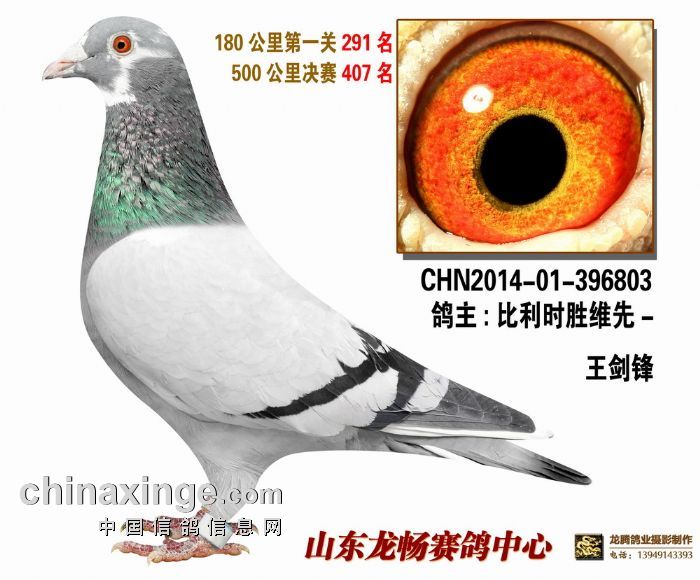 180 公里第一关 291 名
500 公里决赛 407 名
CHN2014-01-396803
鸽主：比利时胜维先-
王剑锋
chinaxinge.com
中国信鸽信息网
山东龙畅赛鸽中心
龙腾鸽业摄影制作
电话：13949143393